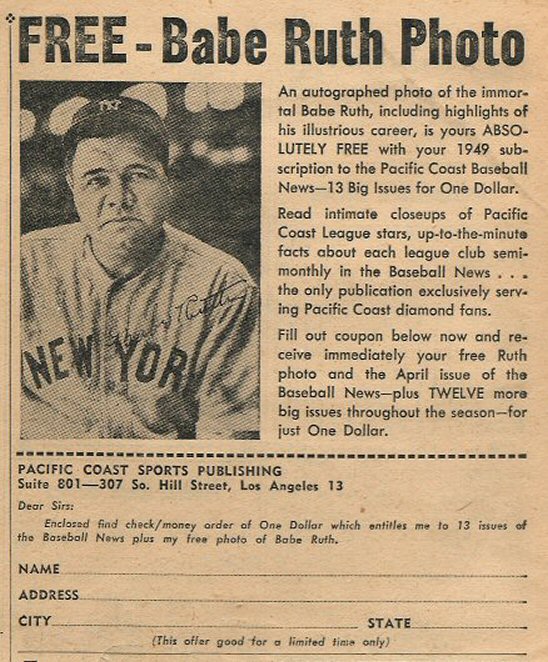 FREE - Babe Ruth Photo
NY
NEW YORK
An autographed photo of the immor-
tal Babe Ruth, including highlights of
his illustrious career, is yours ABSO-
LUTELY FREE with your 1949 sub-
scription to the Pacific Coast Baseball
News—13 Big Issues for One Dollar.
Read intimate closeups of Pacific
Coast League stars, up-to-the-minute
facts about each league club semi-
monthly in the Baseball News . . .
the only publication exclusively serv-
ing Pacific Coast diamond fans.
Fill out coupon below now and re-
ceive immediately your free Ruth
photo and the April issue of the
Baseball News—plus TWELVE more
big issues throughout the season—for
just One Dollar.
PACIFIC COAST SPORTS PUBLISHING
Suite 801—307 So. Hill Street, Los Angeles 13
Dear Sirs:
Enclosed find check/money order of One Dollar which entitles me to 13 issues of
the Baseball News plus my free photo of Babe Ruth.
NAME
ADDRESS
CITY STATE
(This offer good for a limited time only)